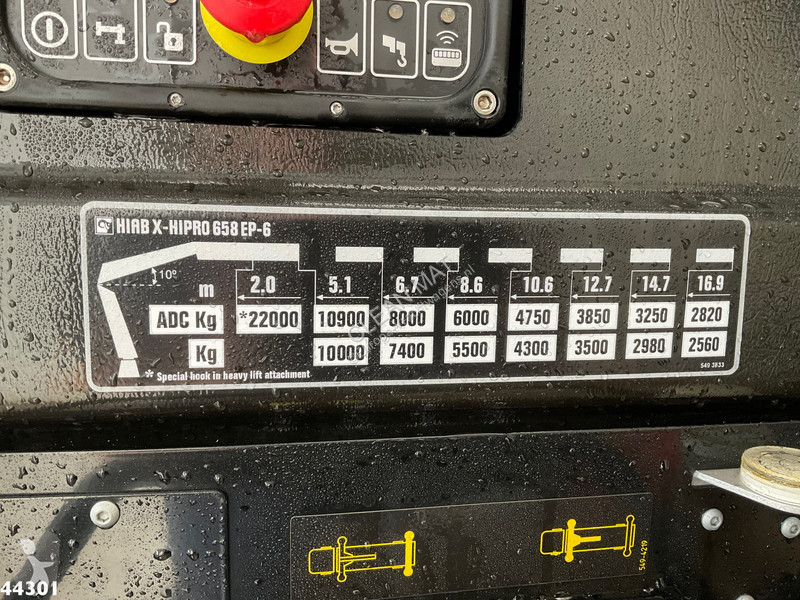 HIAB X-HIPRO 658 EP-6
10°
m 2.0 5.1 6.7 8.6 10.6 12.7 14.7 16.9
ADC Kg *22000 10900 8000 6000 4750 3850 3250 2820
Kg 10000 7400 5500 4300 3500 2980 2560
* Special hook in heavy lift attachment
549 3833
549-4219
44301